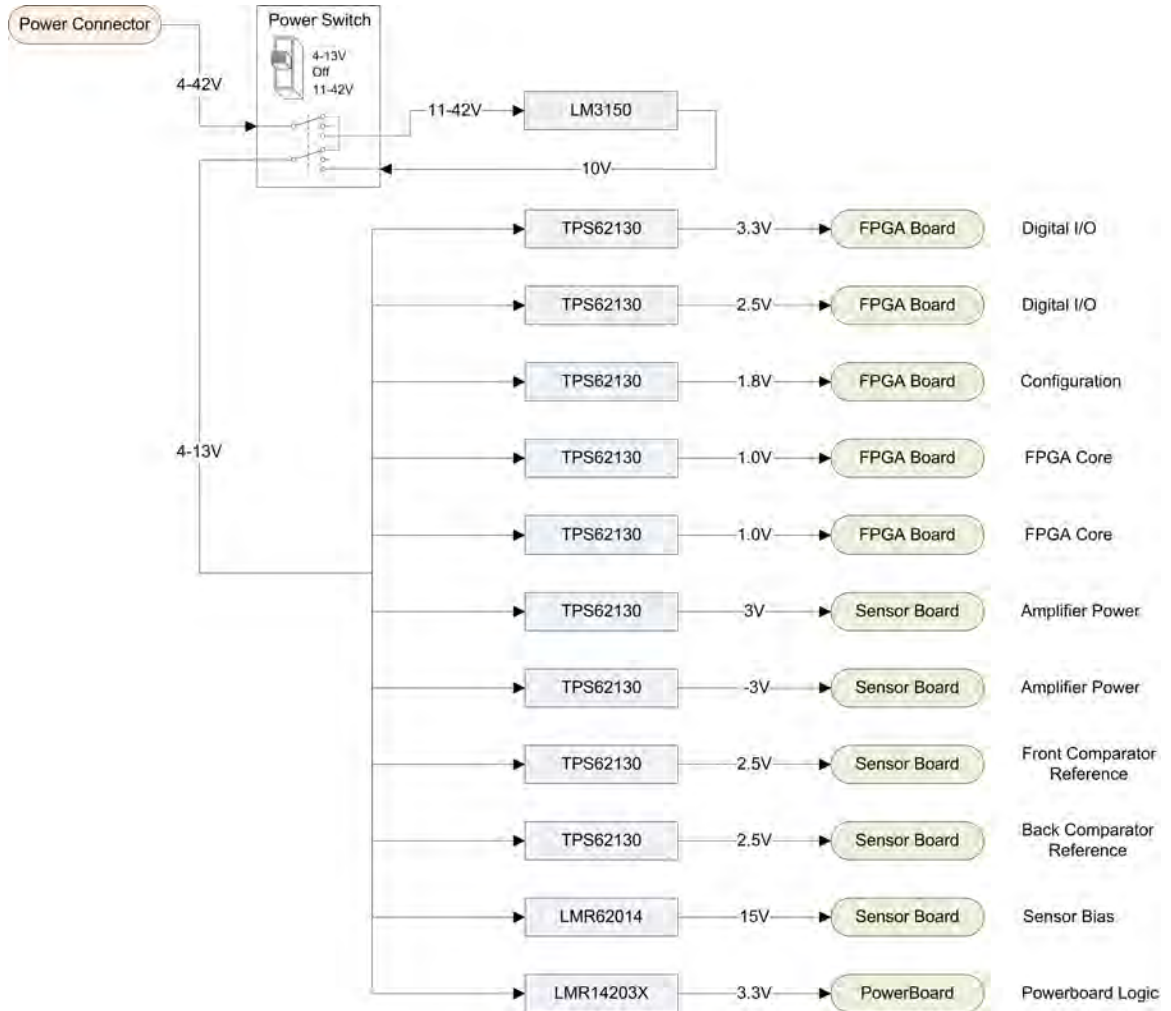 Power Connector
Power Switch
4-13V
Off
11-42V
4-42V
11-42V
LM3150
10V
TPS62130
3.3V
FPGA Board
Digital I/O
TPS62130
2.5V
FPGA Board
Digital I/O
TPS62130
1.8V
FPGA Board
Configuration
4-13V
TPS62130
1.0V
FPGA Board
FPGA Core
TPS62130
1.0V
FPGA Board
FPGA Core
TPS62130
3V
Sensor Board
Amplifier Power
TPS62130
-3V
Sensor Board
Amplifier Power
TPS62130
2.5V
Sensor Board
Front Comparator
Reference
TPS62130
2.5V
Sensor Board
Back Comparator
Reference
LMR62014
15V
Sensor Board
Sensor Bias
LMR14203X
3.3V
PowerBoard
Powerboard Logic